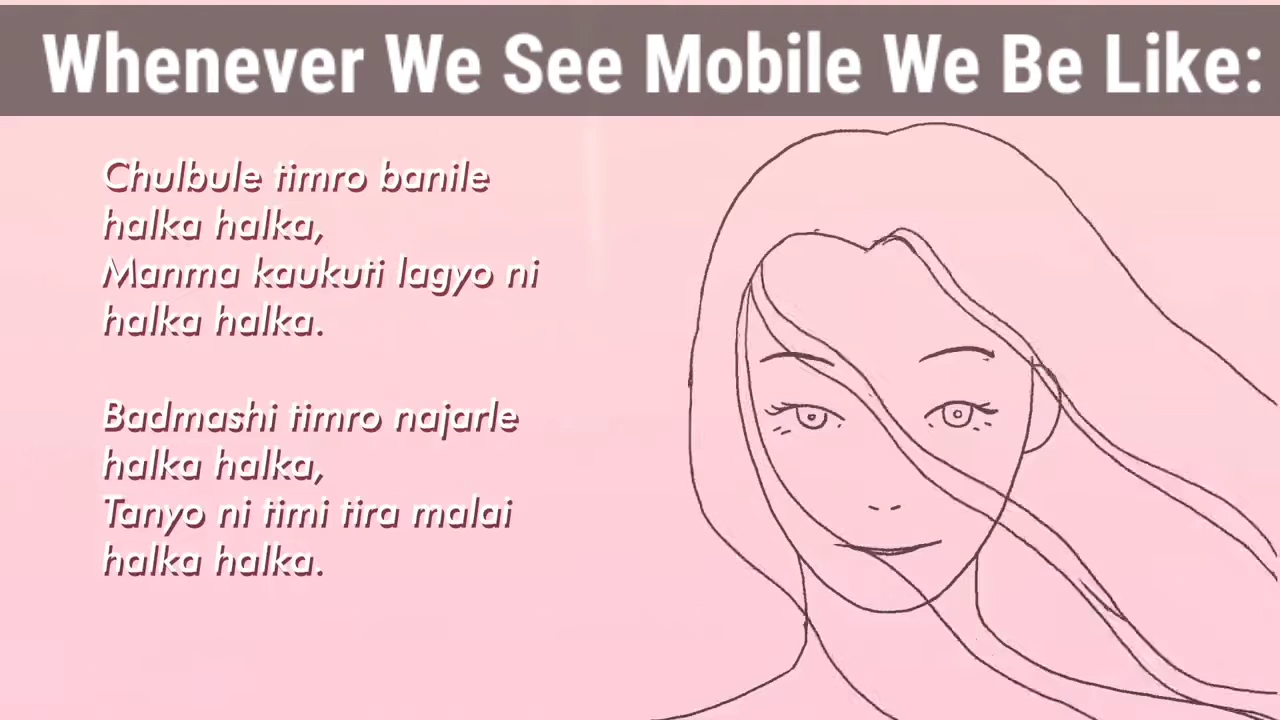 Whenever We See Mobile We Be Like:
Chulbule timro banile
halka halka,
Manma kaukuti lagyo ni
halka halka.
Badmashi timro najarle
halka halka,
Tanyo ni timi tira malai
halka halka.